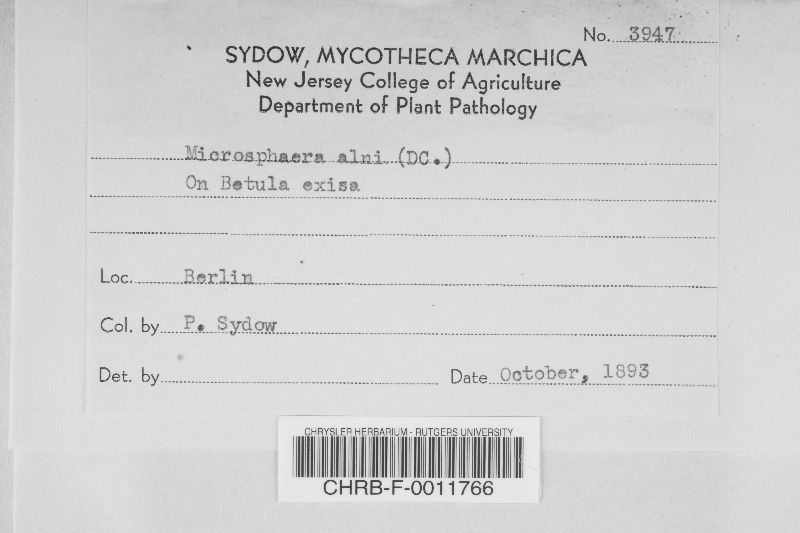 No. 3947
SYDOW, MYCOTHECA MARCHICA
New Jersey College of Agriculture
Department of Plant Pathology
Microsphaera alni (DC.)
On Betula exisa
Loc. Berlin
Col. by P. Sydow
Det. by
Date October, 1893
CHRYSLER HERBARIUM - RUTGERS UNIVERSITY
CHRB-F-0011766